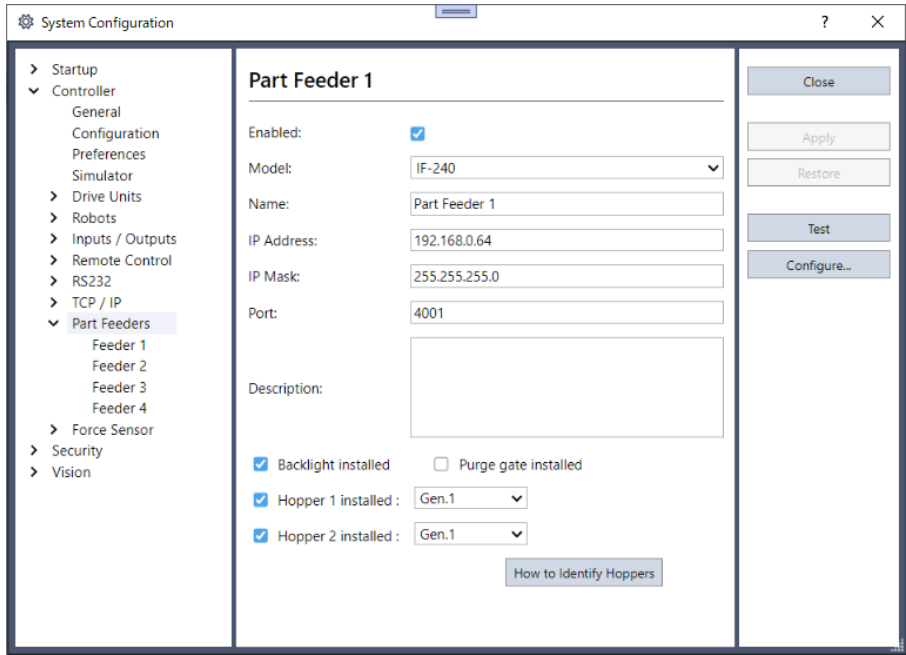 System Configuration
?
Startup
Controller
General
Configuration
Preferences
Simulator
Drive Units
Robots
Inputs / Outputs
Remote Control
RS232
TCP / IP
Part Feeders
Feeder 1
Feeder 2
Feeder 3
Feeder 4
Force Sensor
Security
Vision
Part Feeder 1
Enabled:
Model: IF-240
Name: Part Feeder 1
IP Address: 192.168.0.64
IP Mask: 255.255.255.0
Port: 4001
Description:
Backlight installed Purge gate installed
Hopper 1 installed : Gen.1
Hopper 2 installed : Gen.1
How to Identify Hoppers
Close
Apply
Restore
Test
Configure...